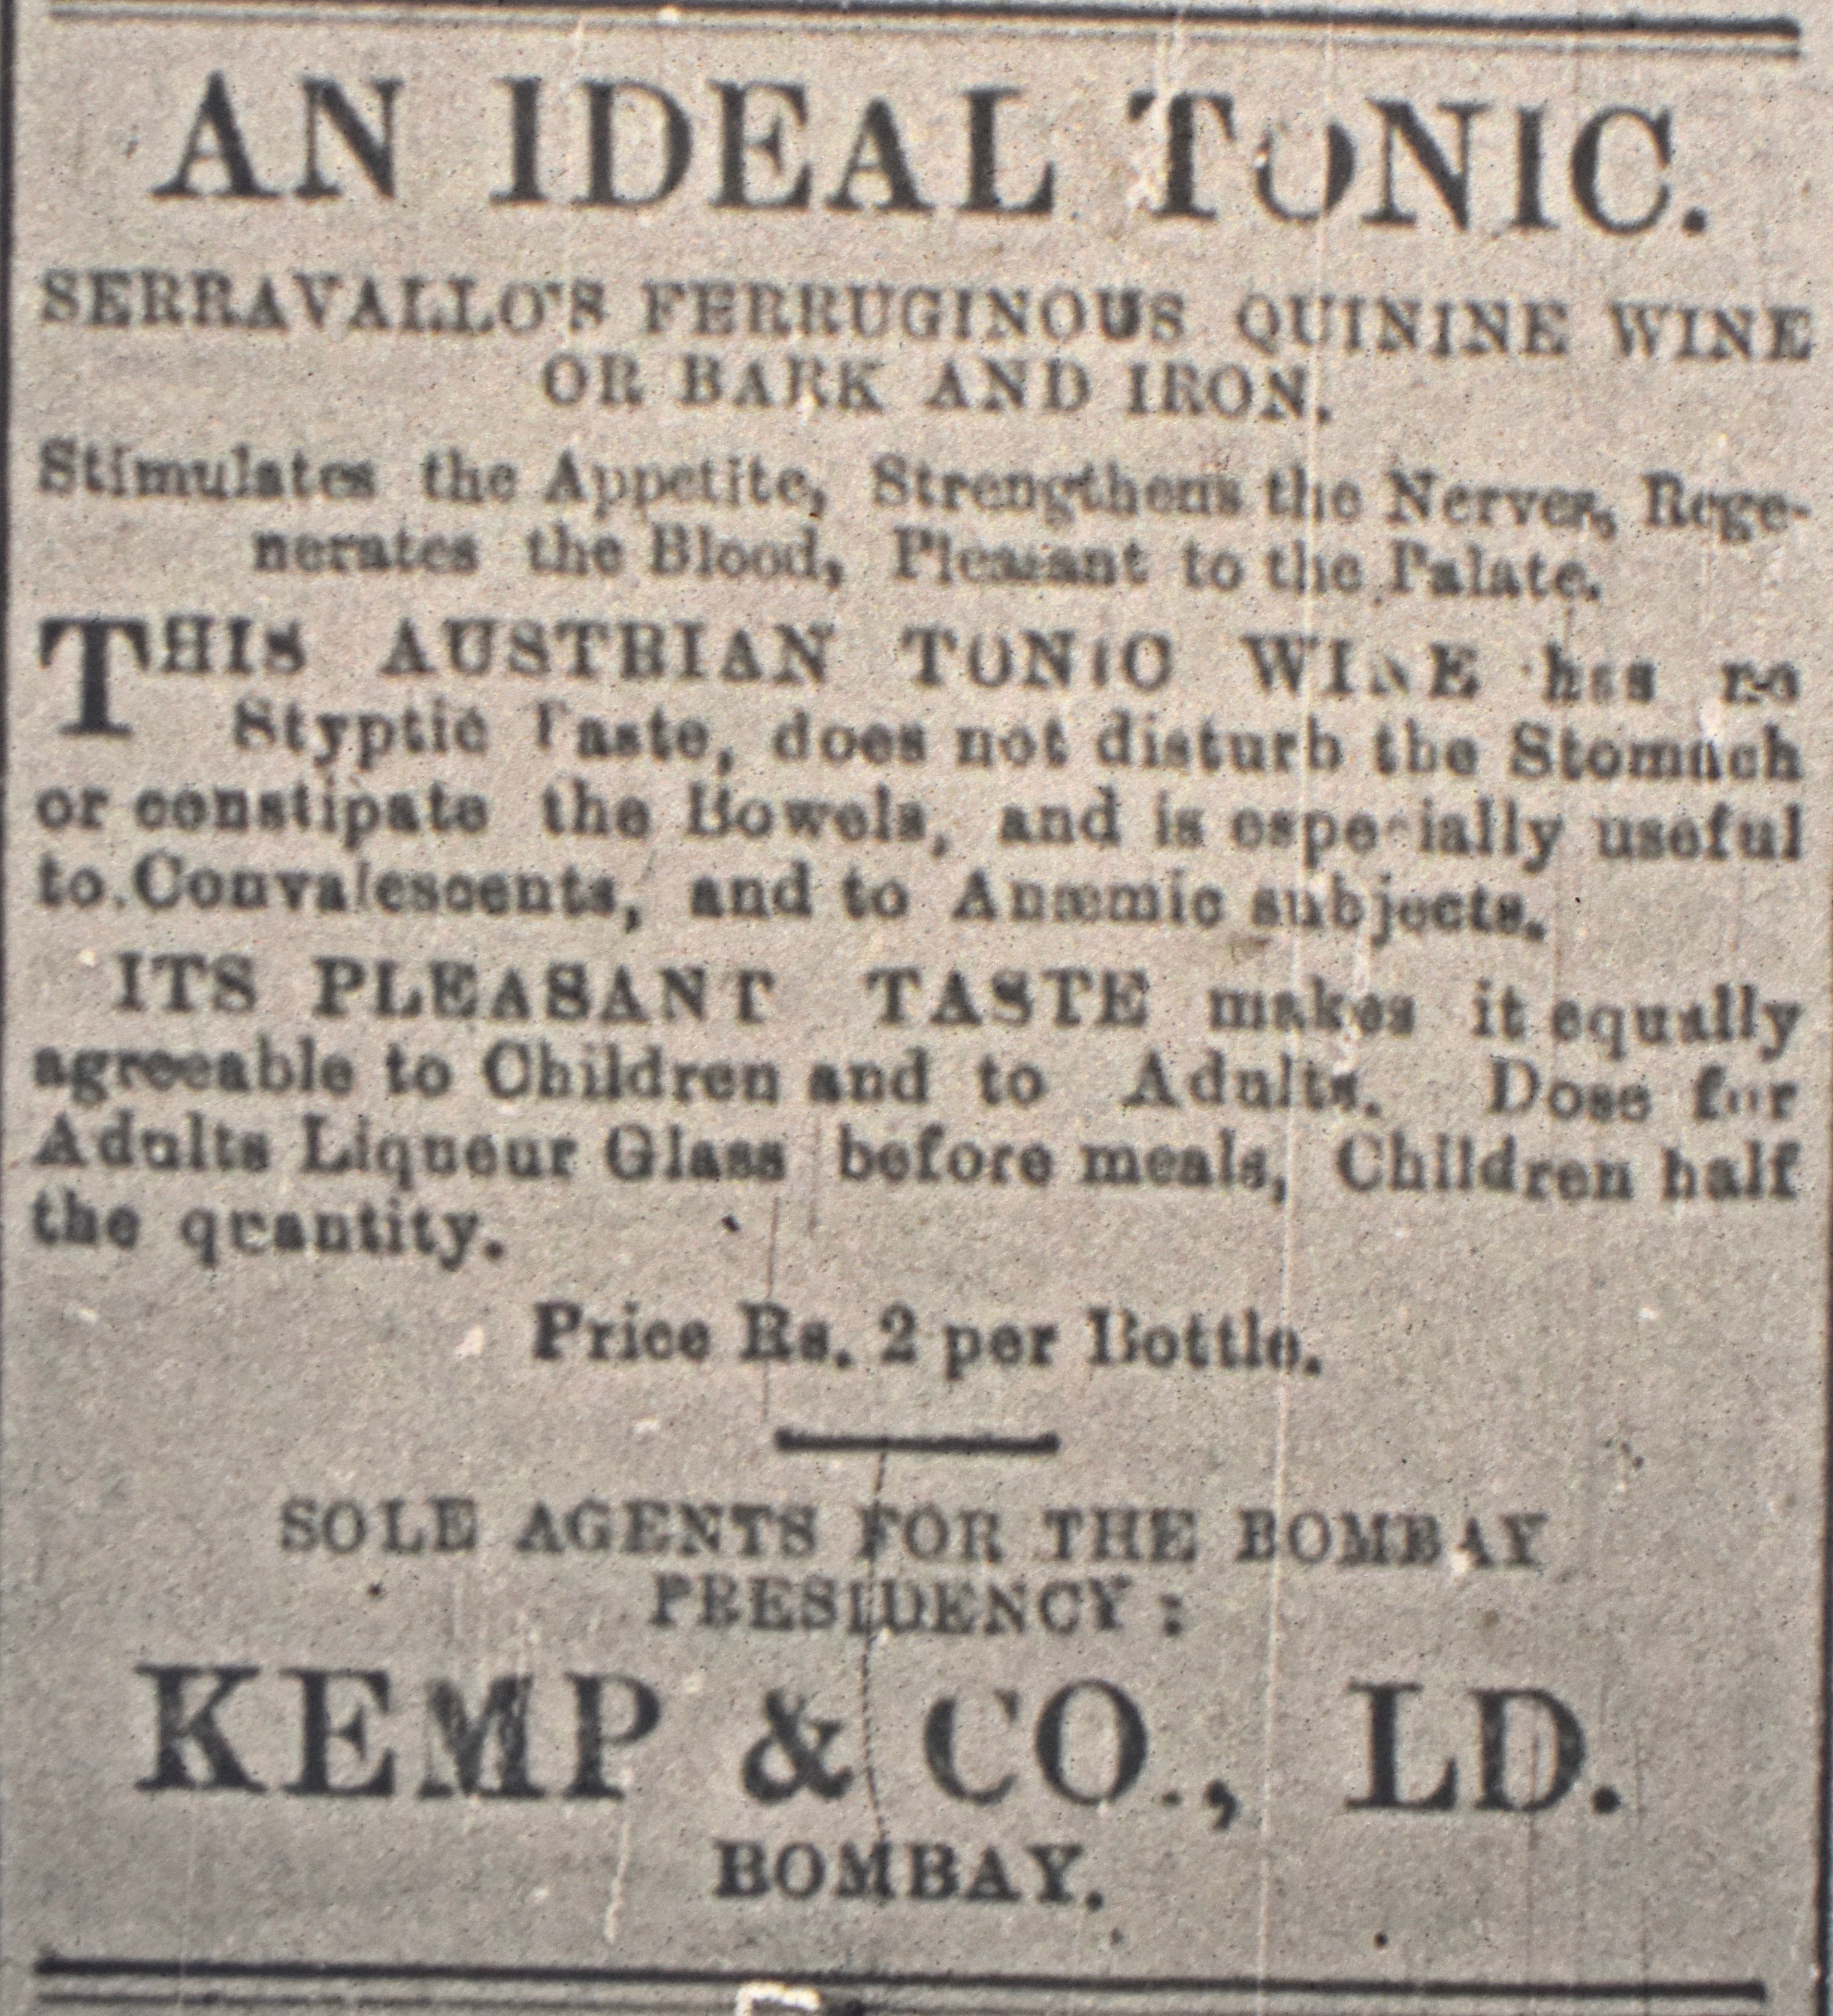 AN IDEAL TONIC.
SERRAVALLO'S FERRUGINOUS QUININE WINE
OR BARK AND IRON.
Stimulates the Appetite, Strengthens the Nerves, Rege-
nerates the Blood, Pleasant to the Palate.
THIS AUSTRIAN TONIC WINE has no
Styptic Taste, does not disturb the Stomach
or constipate the Bowels, and is especially useful
to Convalescents, and to Anæmic subjects.
ITS PLEASANT TASTE makes it equally
agreeable to Children and to Adults. Dose for
Adults Liqueur Glass before meals, Children half
the quantity.
Price Rs. 2 per Bottle.
SOLE AGENTS FOR THE BOMBAY
PRESIDENCY:
KEMP & CO., LD.
BOMBAY.